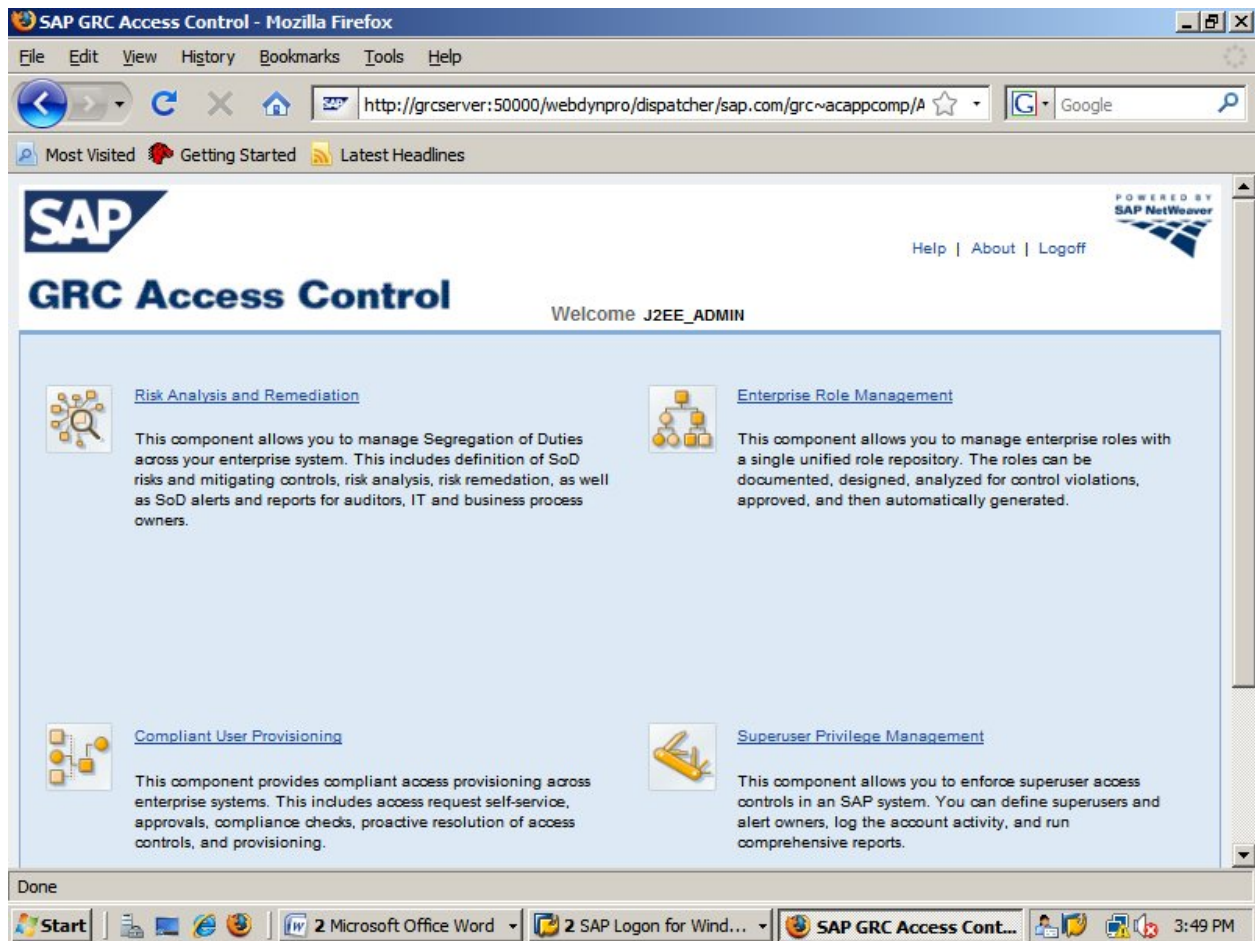 SAP GRC Access Control - Mozilla Firefox
File Edit View History Bookmarks Tools Help
http://grcserver:50000/webdynpro/dispatcher/sap.com/grc~acappcomp/A
G Google
Most Visited Getting Started Latest Headlines
SAP
POWERED BY
SAP NetWeaver
Help | About | Logoff
GRC Access Control
Welcome J2EE_ADMIN
Risk Analysis and Remediation
This component allows you to manage Segregation of Duties
across your enterprise system. This includes definition of SoD
risks and mitigating controls, risk analysis, risk remedation, as well
as SoD alerts and reports for auditors, IT and business process
owners.
Enterprise Role Management
This component allows you to manage enterprise roles with
a single unified role repository. The roles can be
documented, designed, analyzed for control violations,
approved, and then automatically generated.
Compliant User Provisioning
This component provides compliant access provisioning across
enterprise systems. This includes access request self-service,
approvals, compliance checks, proactive resolution of access
controls, and provisioning.
Superuser Privilege Management
This component allows you to enforce superuser access
controls in an SAP system. You can define superusers and
alert owners, log the account activity, and run
comprehensive reports.
Done
Start 2 Microsoft Office Word 2 SAP Logon for Wind... SAP GRC Access Cont... 3:49 PM